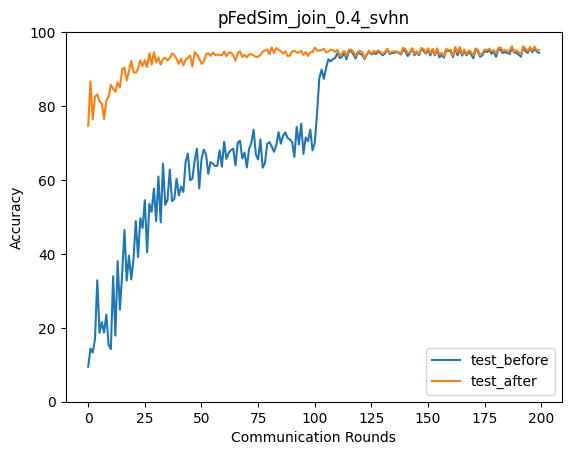 pFedSim_join_0.4_svhn
100
80
60
40
20
0
Accuracy
0 25 50 75 100 125 150 175 200
Communication Rounds
test_before
test_after